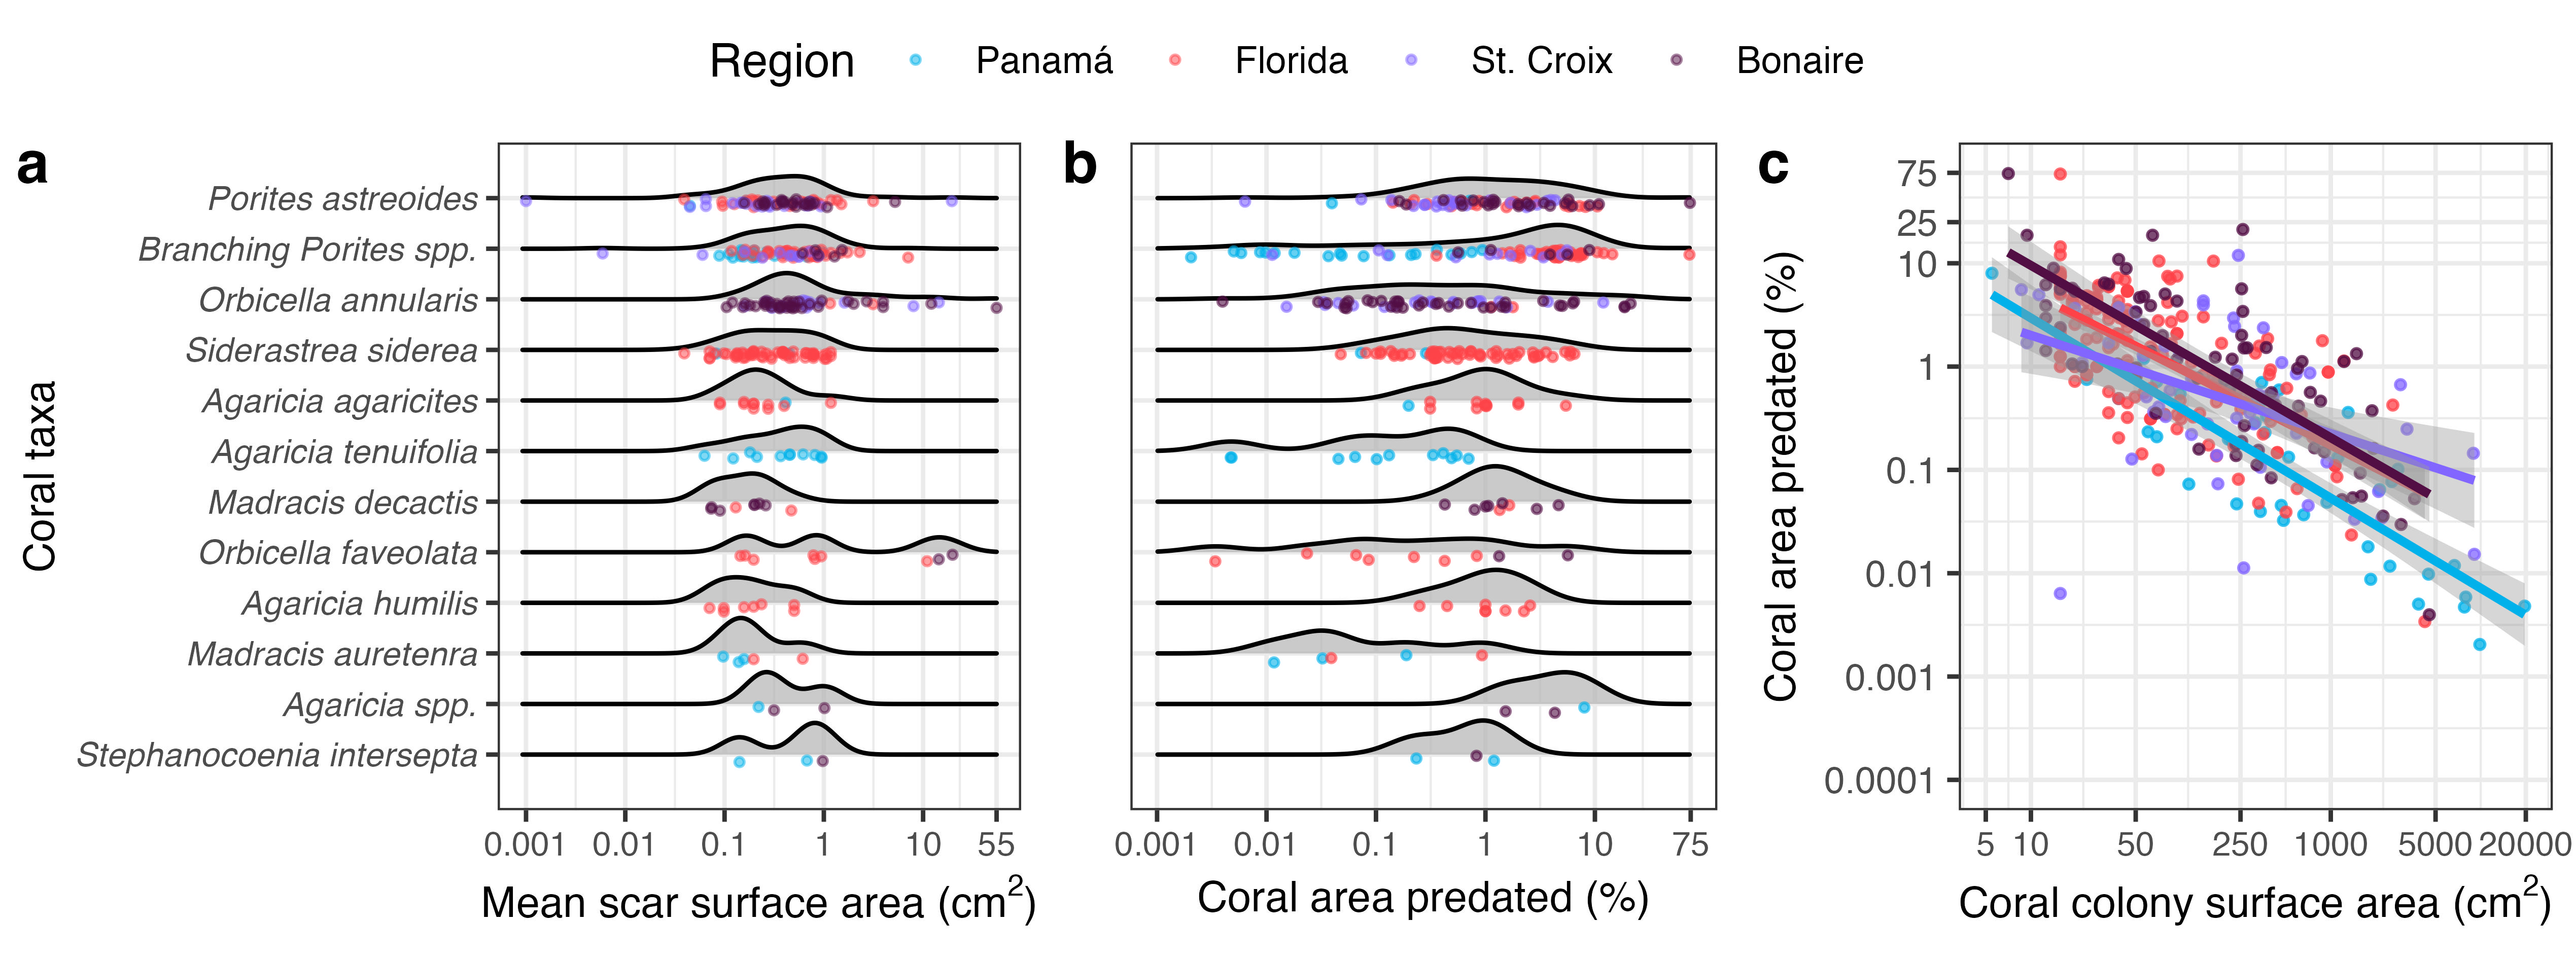 Region Panamá Florida St. Croix Bonaire
a
Coral taxa
Porites astreoides
Branching Porites spp.
Orbicella annularis
Siderastrea siderea
Agaricia agaricites
Agaricia tenuifolia
Madracis decactis
Orbicella faveolata
Agaricia humilis
Madracis auretenra
Agaricia spp.
Stephanocoenia intersepta
0.001 0.01 0.1 1 10 55
Mean scar surface area (cm²)
b
0.001 0.01 0.1 1 10 75
Coral area predated (%)
c
Coral area predated (%)
75
25
10
1
0.1
0.01
0.001
0.0001
5 10 50 250 1000 5000 20000
Coral colony surface area (cm²)